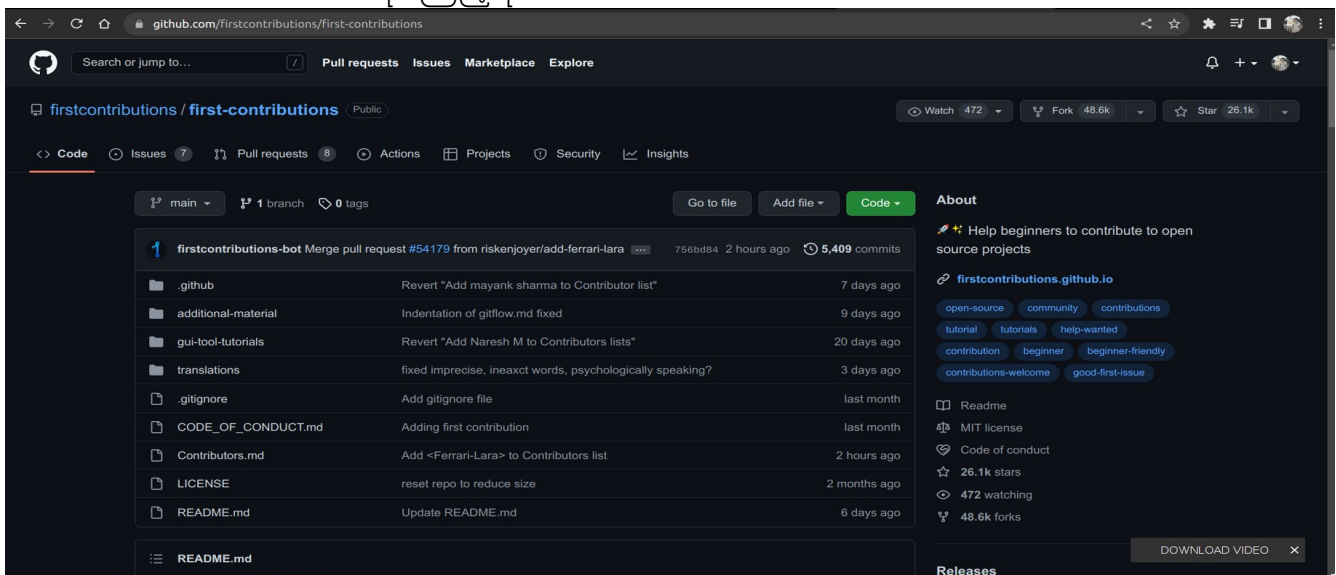 github.com/firstcontributions/first-contributions
Search or jump to... / Pull requests Issues Marketplace Explore
firstcontributions / first-contributions Public Watch 472 Fork 48.6k Star 26.1k
<> Code Issues 7 Pull requests 8 Actions Projects Security Insights
main 1 branch 0 tags Go to file Add file Code
firstcontributions-bot Merge pull request #54179 from riskenjoyer/add-ferrari-lara ... 756bd84 2 hours ago 5,409 commits
.github Revert "Add mayank sharma to Contributor list" 7 days ago
additional-material Indentation of gitflow.md fixed 9 days ago
gui-tool-tutorials Revert "Add Naresh M to Contributors lists" 20 days ago
translations fixed imprecise, ineaxct words, psychologically speaking? 3 days ago
.gitignore Add gitignore file last month
CODE_OF_CONDUCT.md Adding first contribution last month
Contributors.md Add <Ferrari-Lara> to Contributors list 2 hours ago
LICENSE reset repo to reduce size 2 months ago
README.md Update README.md 6 days ago
README.md
About
Help beginners to contribute to open
source projects
firstcontributions.github.io
open-source community contributions
tutorial tutorials help-wanted
contribution beginner beginner-friendly
contributions-welcome good-first-issue
Readme
MIT license
Code of conduct
26.1k stars
472 watching
48.6k forks
DOWNLOAD VIDEO X
Releases